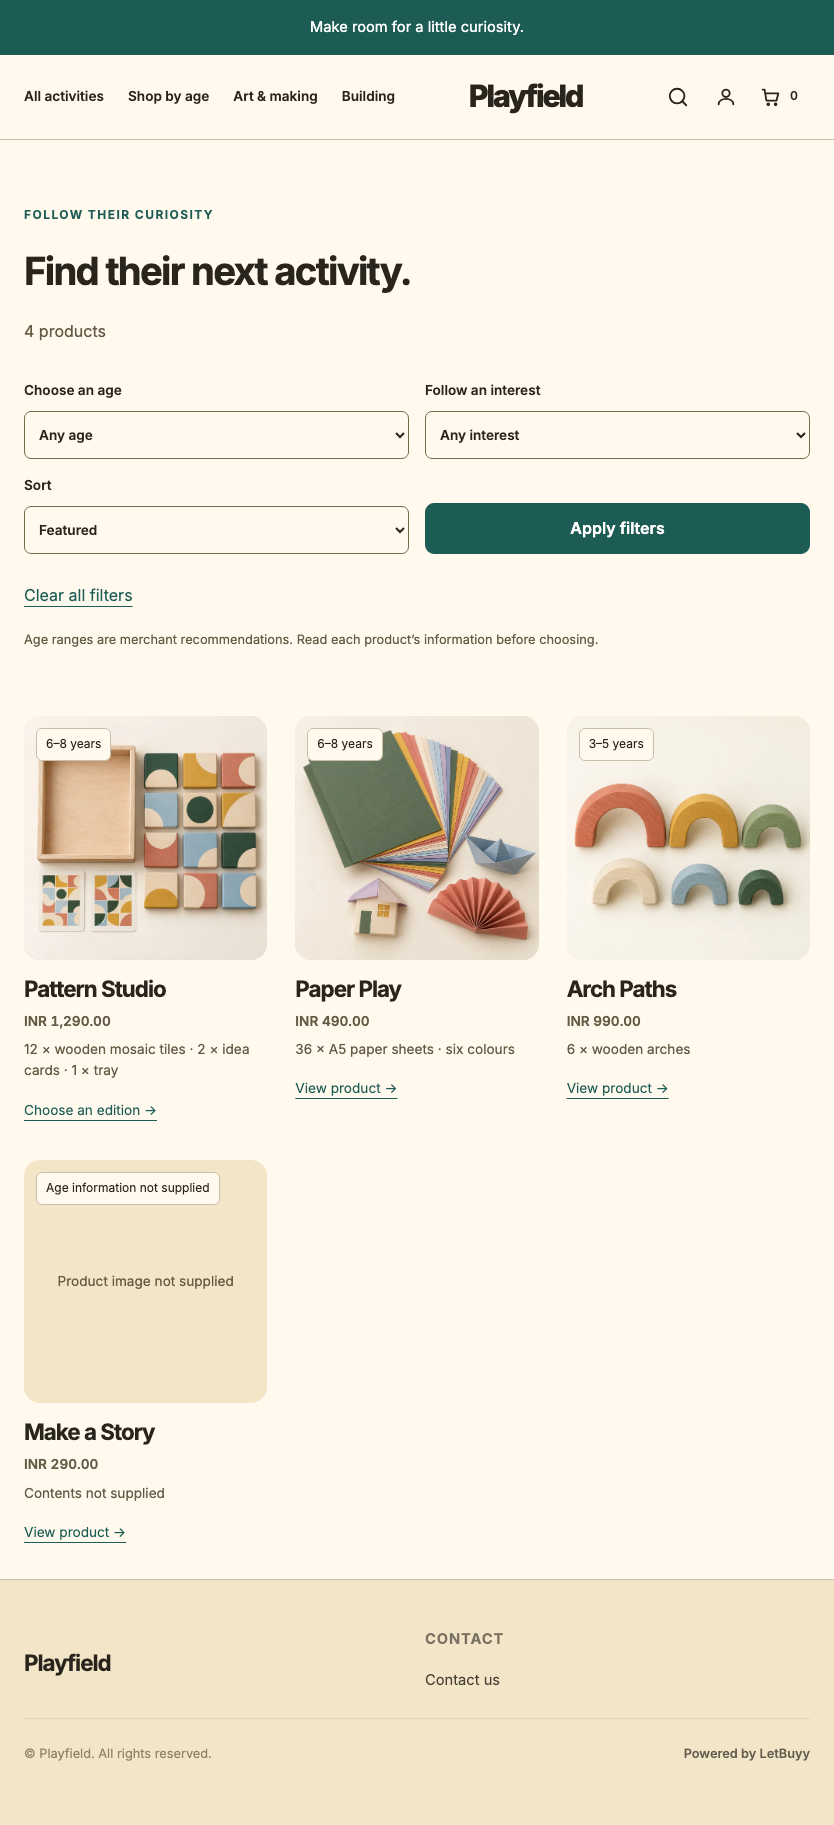 Make room for a little curiosity.
All activities
Shop by age
Art & making
Building
Playfield
0
FOLLOW THEIR CURIOSITY
Find their next activity.
4 products
Choose an age
Any age
Follow an interest
Any interest
Sort
Featured
Apply filters
Clear all filters
Age ranges are merchant recommendations. Read each product’s information before choosing.
6–8 years
Pattern Studio
INR 1,290.00
12 × wooden mosaic tiles · 2 × idea
cards · 1 × tray
Choose an edition →
6–8 years
Paper Play
INR 490.00
36 × A5 paper sheets · six colours
View product →
3–5 years
Arch Paths
INR 990.00
6 × wooden arches
View product →
Age information not supplied
Product image not supplied
Make a Story
INR 290.00
Contents not supplied
View product →
Playfield
CONTACT
Contact us
© Playfield. All rights reserved.
Powered by LetBuyy